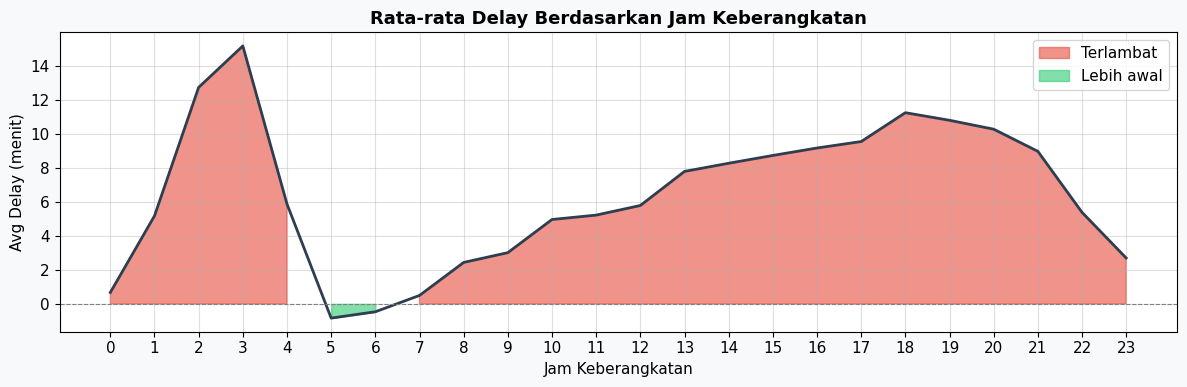 Rata-rata Delay Berdasarkan Jam Keberangkatan
Terlambat
Lebih awal
Avg Delay (menit)
14
12
10
8
6
4
2
0
0 1 2 3 4 5 6 7 8 9 10 11 12 13 14 15 16 17 18 19 20 21 22 23
Jam Keberangkatan